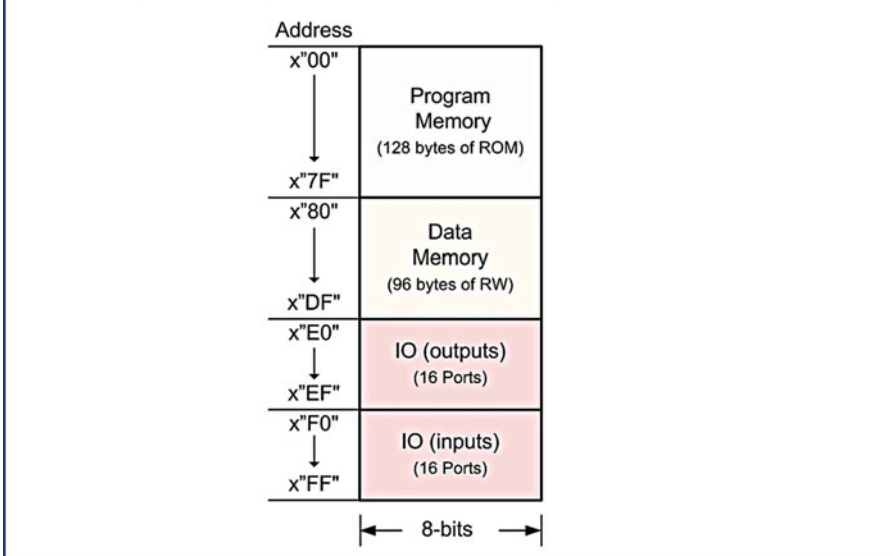 Address
x"00"
Program
Memory
(128 bytes of ROM)
x"7F"
x"80"
Data
Memory
(96 bytes of RW)
x"DF"
x"E0"
IO (outputs)
(16 Ports)
x"EF"
x"F0"
IO (inputs)
(16 Ports)
x"FF"
8-bits